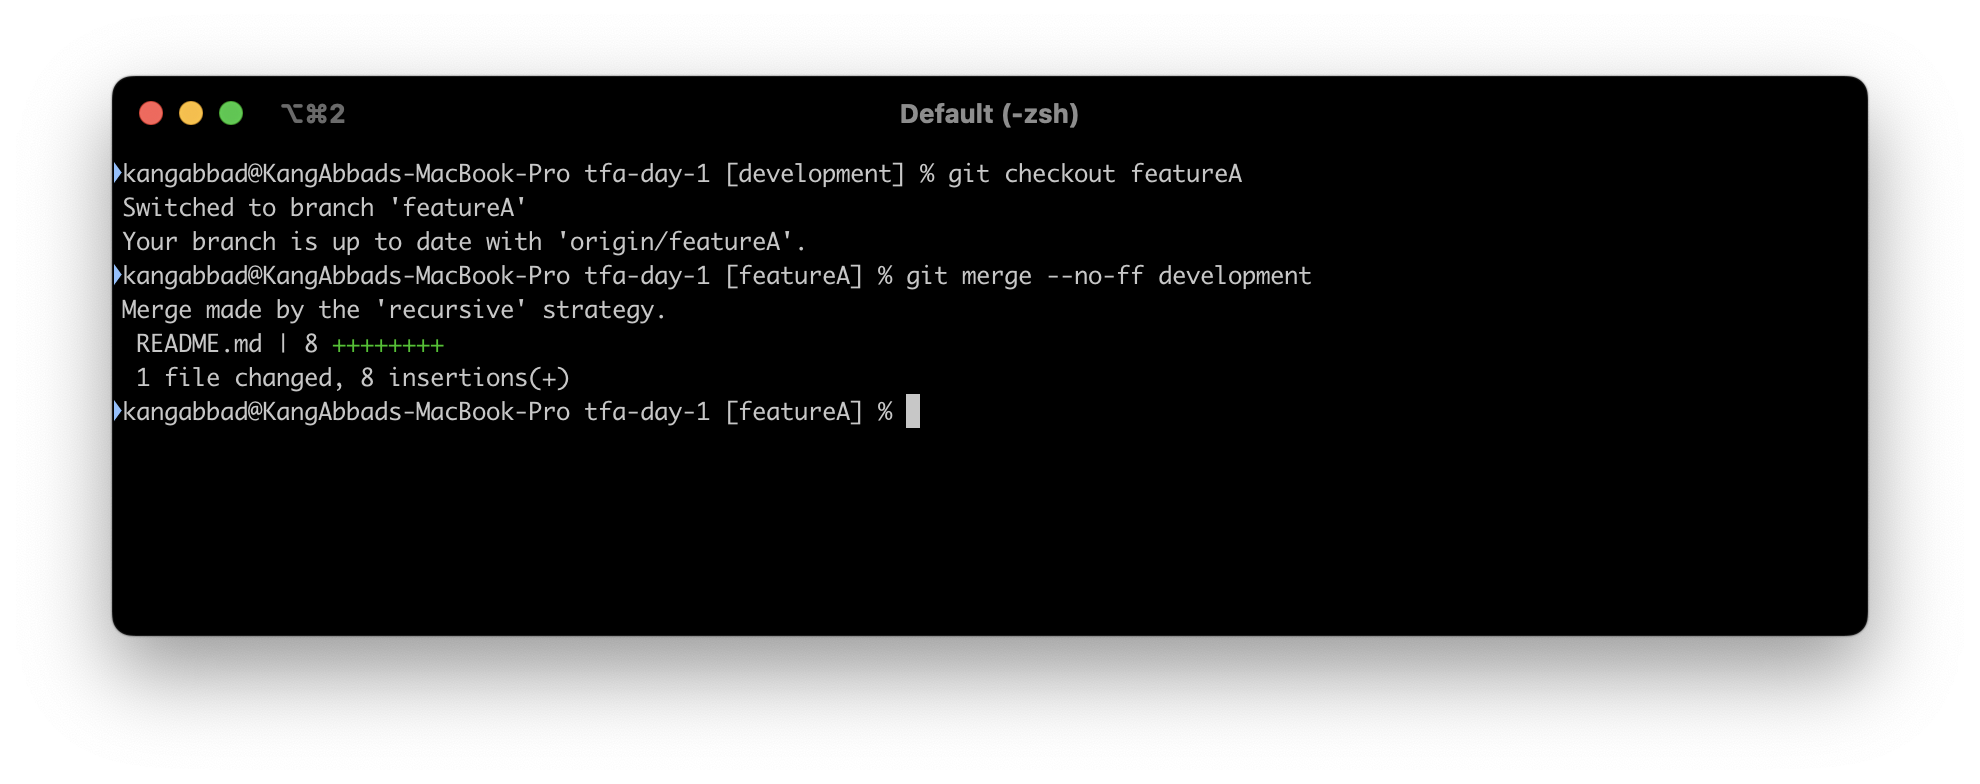 ⌥⌘2
Default (-zsh)
kangabbad@KangAbbads-MacBook-Pro tfa-day-1 [development] % git checkout featureA
Switched to branch 'featureA'
Your branch is up to date with 'origin/featureA'.
kangabbad@KangAbbads-MacBook-Pro tfa-day-1 [featureA] % git merge --no-ff development
Merge made by the 'recursive' strategy.
README.md | 8 ++++++++
1 file changed, 8 insertions(+)
kangabbad@KangAbbads-MacBook-Pro tfa-day-1 [featureA] %